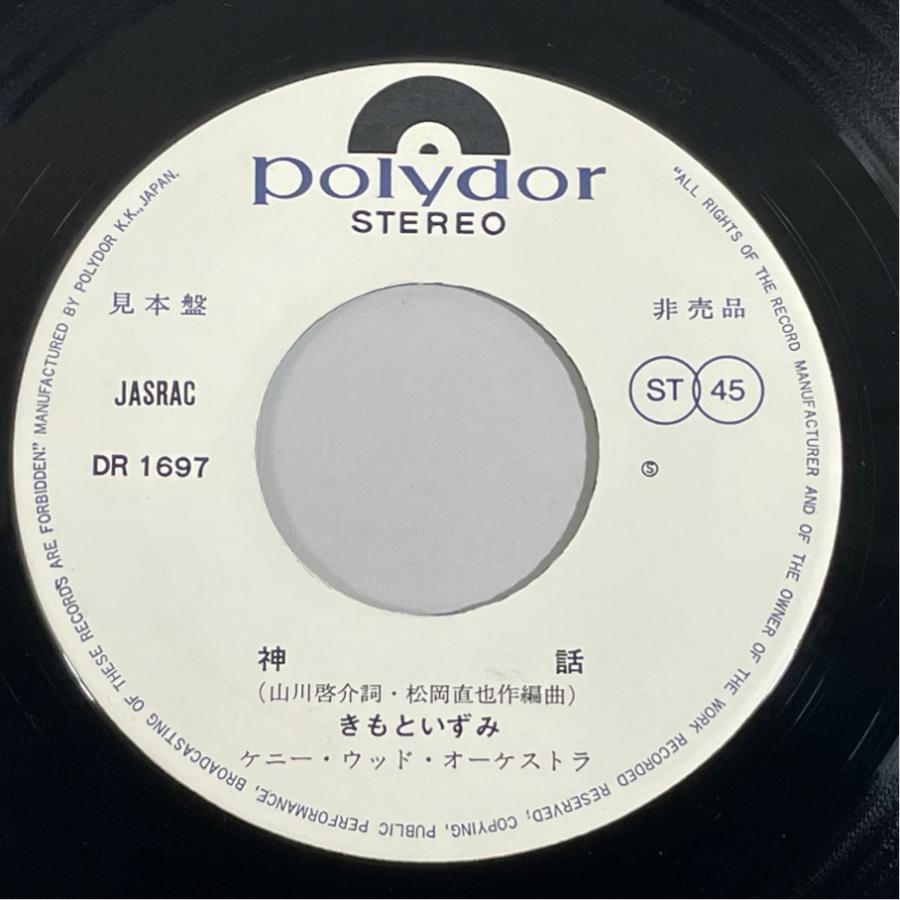 polydor
STEREO
見本盤
非売品
JASRAC
ST 45
DR 1697
Ⓢ
神話
(山川啓介詞・松岡直也作編曲)
きもといずみ
ケニー・ウッド・オーケストラ
"ALL RIGHTS OF THE RECORD MANUFACTURER AND OF THE OWNER OF THE WORK RECORDED RESERVED; COPYING, PUBLIC PERFORMANCE, BROADCASTING OF THESE RECORDS ARE FORBIDDEN." MANUFACTURED BY POLYDOR K.K., JAPAN.